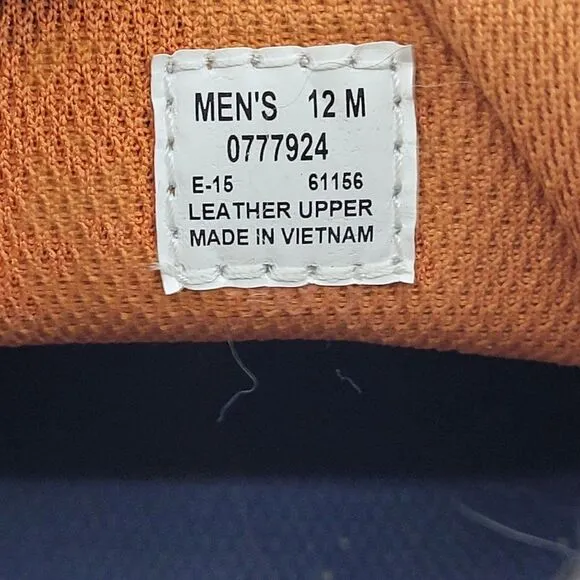 MEN'S 12 M
0777924
E-15 61156
LEATHER UPPER
MADE IN VIETNAM